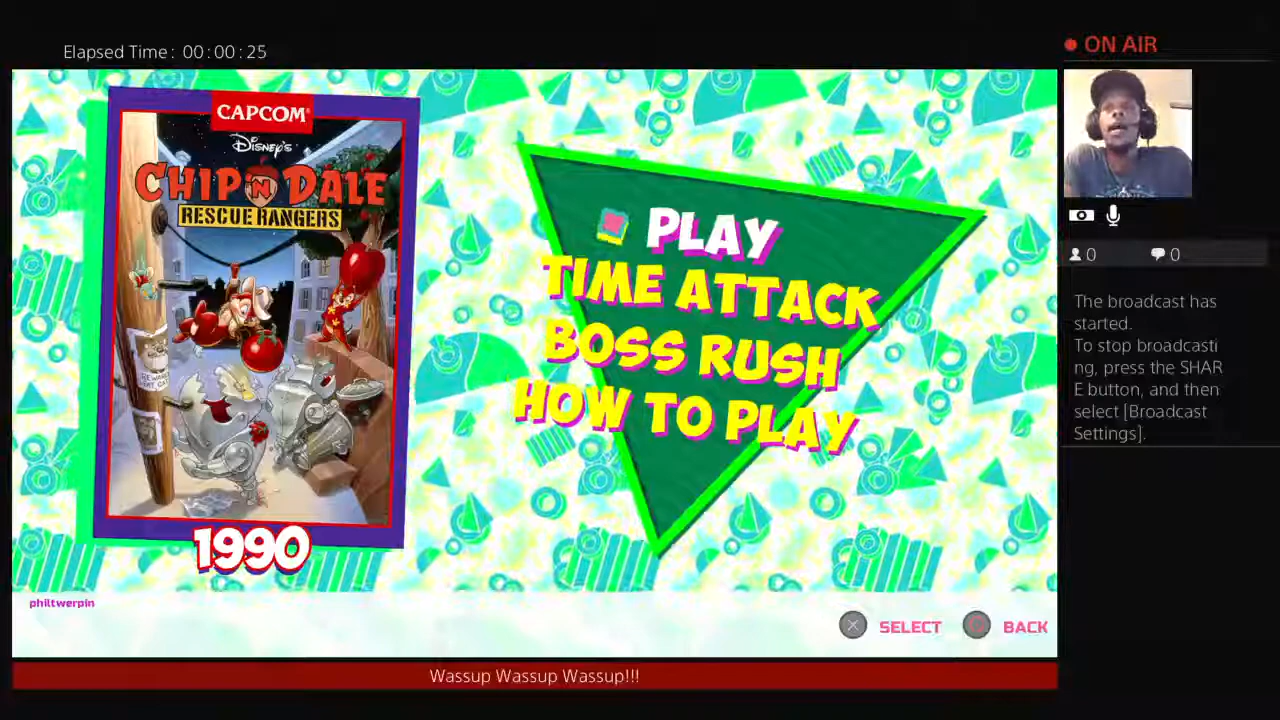 Elapsed Time: 00:00:25
ON AIR
CAPCOM
DISNEY'S
CHIP 'N DALE
RESCUE RANGERS
1990
PLAY
TIME ATTACK
BOSS RUSH
HOW TO PLAY
0
0
The broadcast has
started.
To stop broadcasti
ng, press the SHAR
E button, and then
select [Broadcast
Settings].
philtwerpin
SELECT
BACK
Wassup Wassup Wassup!!!